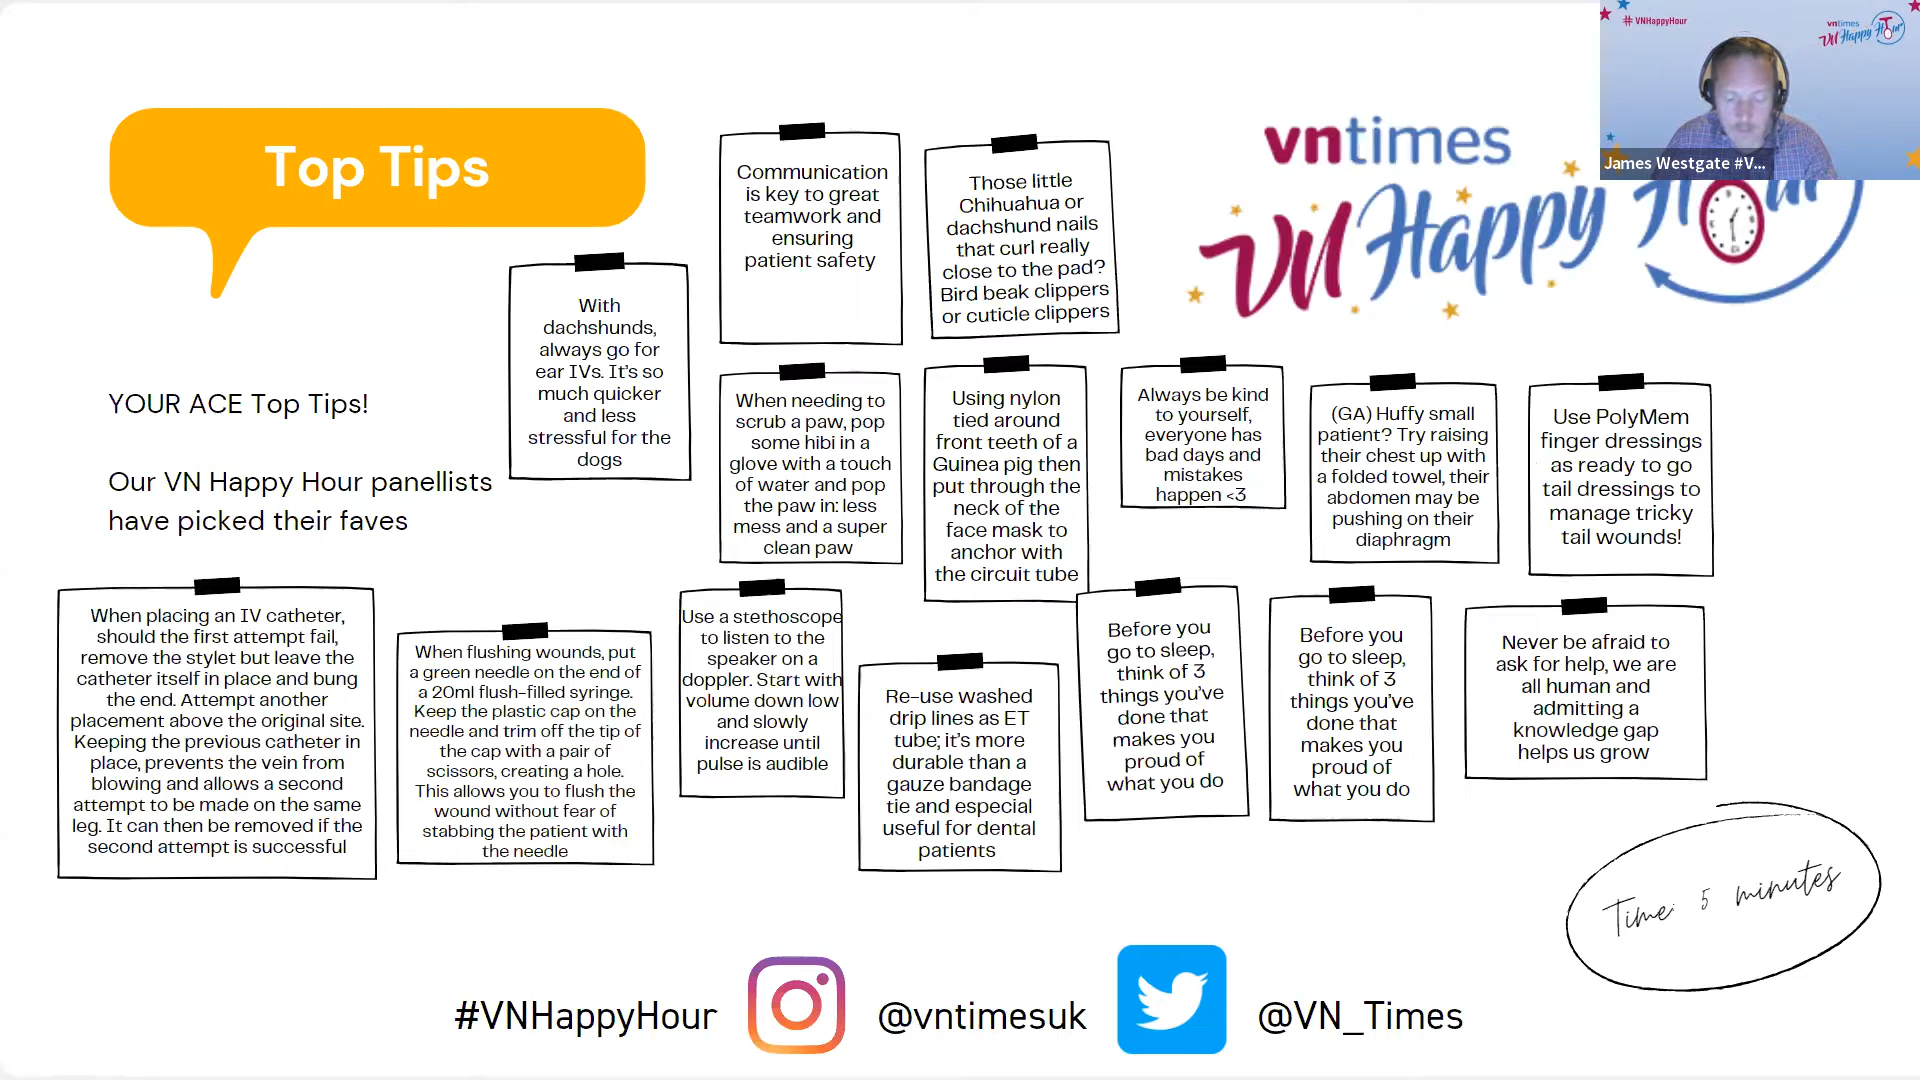 # VNHappyHour
vntimes
VN Happy Hour
James Westgate #V...
Top Tips
vntimes
VN Happy Hour
YOUR ACE Top Tips!
Our VN Happy Hour panellists
have picked their faves
With
dachshunds,
always go for
ear IVs. It's so
much quicker
and less
stressful for the
dogs
Communication
is key to great
teamwork and
ensuring
patient safety
Those little
Chihuahua or
dachshund nails
that curl really
close to the pad?
Bird beak clippers
or cuticle clippers
When needing to
scrub a paw, pop
some hibi in a
glove with a touch
of water and pop
the paw in: less
mess and a super
clean paw
Using nylon
tied around
front teeth of a
Guinea pig then
put through the
neck of the
face mask to
anchor with
the circuit tube
Always be kind
to yourself,
everyone has
bad days and
mistakes
happen <3
(GA) Huffy small
patient? Try raising
their chest up with
a folded towel, their
abdomen may be
pushing on their
diaphragm
Use PolyMem
finger dressings
as ready to go
tail dressings to
manage tricky
tail wounds!
When placing an IV catheter,
should the first attempt fail,
remove the stylet but leave the
catheter itself in place and bung
the end. Attempt another
placement above the original site.
Keeping the previous catheter in
place, prevents the vein from
blowing and allows a second
attempt to be made on the same
leg. It can then be removed if the
second attempt is successful
When flushing wounds, put
a green needle on the end of
a 20ml flush-filled syringe.
Keep the plastic cap on the
needle and trim off the tip of
the cap with a pair of
scissors, creating a hole.
This allows you to flush the
wound without fear of
stabbing the patient with
the needle
Use a stethoscope
to listen to the
speaker on a
doppler. Start with
volume down low
and slowly
increase until
pulse is audible
Re-use washed
drip lines as ET
tube; it's more
durable than a
gauze bandage
tie and especial
useful for dental
patients
Before you
go to sleep,
think of 3
things you've
done that
makes you
proud of
what you do
Before you
go to sleep,
think of 3
things you've
done that
makes you
proud of
what you do
Never be afraid to
ask for help, we are
all human and
admitting a
knowledge gap
helps us grow
Time: 5 minutes
#VNHappyHour
@vntimesuk
@VN_Times